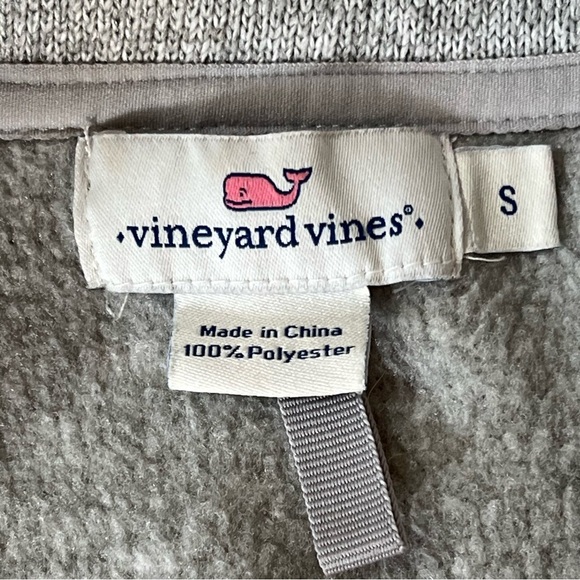 vineyard vines®
S
Made in China
100% Polyester